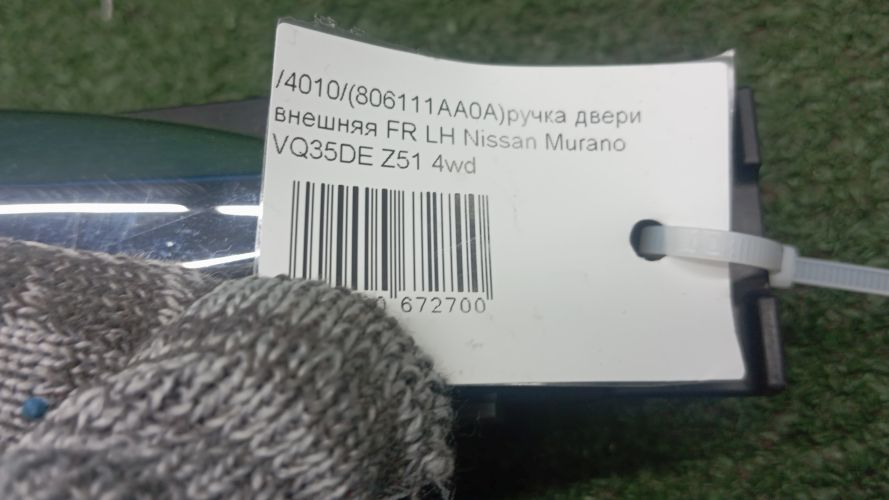 /4010/(806111AA0A)ручка двери
внешняя FR LH Nissan Murano
VQ35DE Z51 4wd
672700